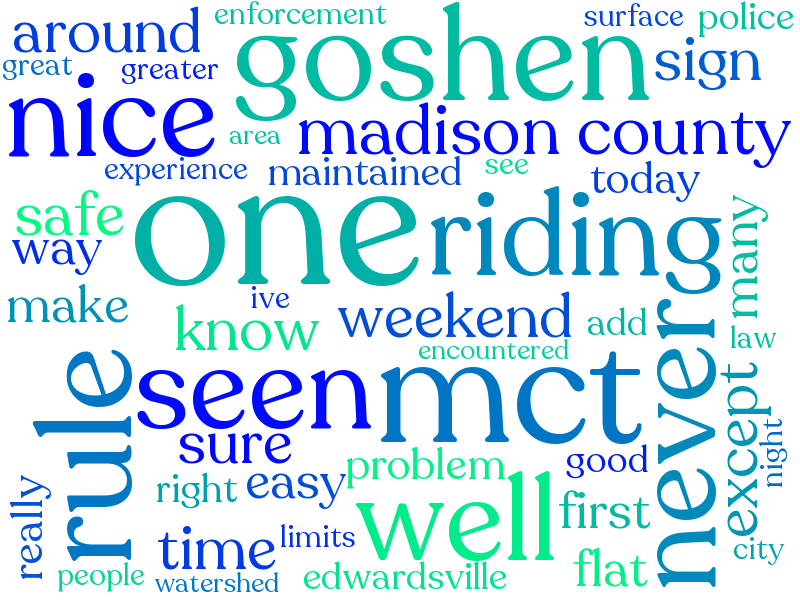 enforcement
surface
police
around
goshen
sign
great
greater
nice
area
madison county
experience
maintained
see
today
safe
one
riding
many
way
make
ive
know
weekend
add
law
encountered
never
rule
seen
mct
except
night
sure
problem
good
really
right
easy
well
first
time
limits
city
people
watershed
edwardsville
flat